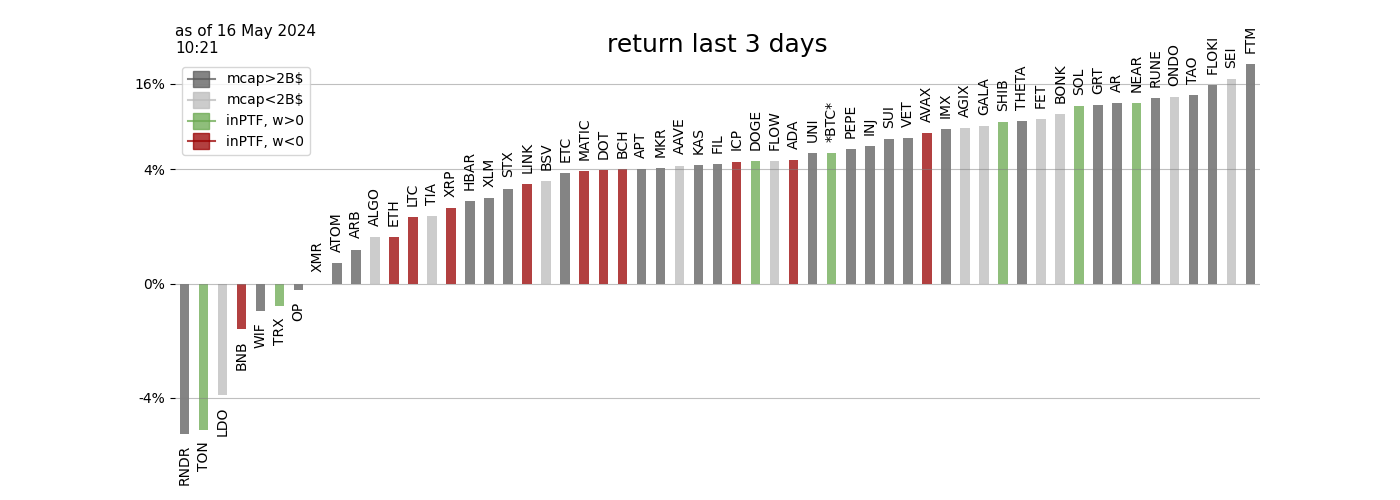 as of 16 May 2024
10:21
return last 3 days
mcap>2B$
mcap<2B$
inPTF, w>0
inPTF, w<0
16%
4%
0%
-4%
RNDR
TON
LDO
BNB
WIF
TRX
OP
XMR
ATOM
ARB
ALGO
ETH
LTC
TIA
XRP
HBAR
XLM
STX
LINK
BSV
ETC
MATIC
DOT
BCH
APT
MKR
AAVE
KAS
FIL
ICP
DOGE
FLOW
ADA
UNI
*BTC*
PEPE
INJ
SUI
VET
AVAX
IMX
AGIX
GALA
SHIB
THETA
FET
BONK
SOL
GRT
AR
NEAR
RUNE
ONDO
TAO
FLOKI
SEI
FTM